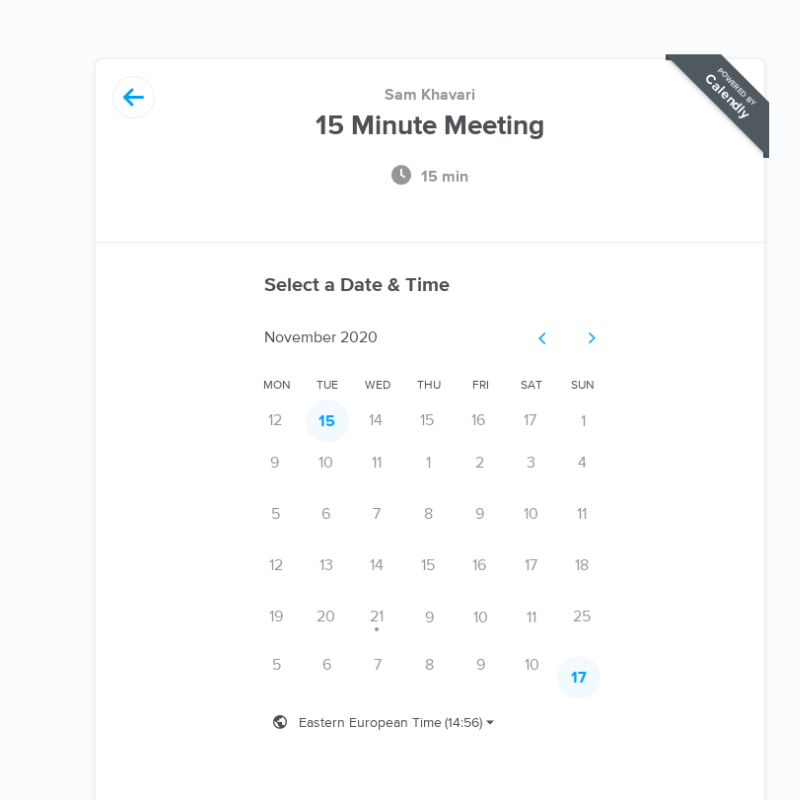 POWERED BY
Calendly
Sam Khavari
15 Minute Meeting
15 min
Select a Date & Time
November 2020
MON TUE WED THU FRI SAT SUN
12 15 14 15 16 17 1
9 10 11 1 2 3 4
5 6 7 8 9 10 11
12 13 14 15 16 17 18
19 20 21 9 10 11 25
5 6 7 8 9 10 17
Eastern European Time (14:56)